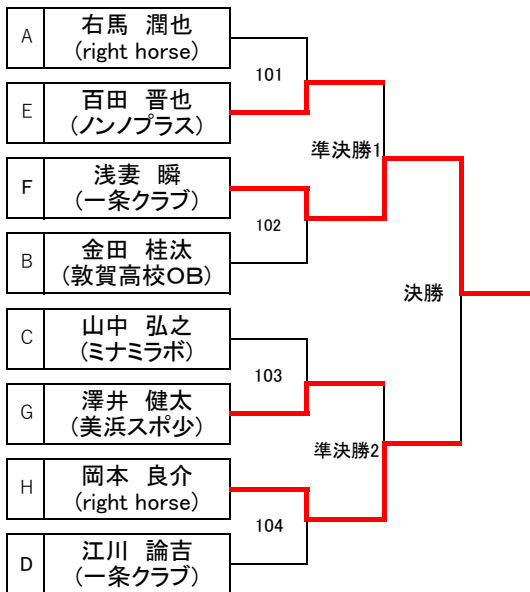 A
右馬 潤也
(right horse)
101
E
百田 晋也
(ノンノプラス)
準決勝1
F
浅妻 瞬
(一条クラブ)
102
B
金田 桂汰
(敦賀高校OB)
決勝
C
山中 弘之
(ミナミラボ)
103
G
澤井 健太
(美浜スポ少)
準決勝2
H
岡本 良介
(right horse)
104
D
江川 諭吉
(一条クラブ)